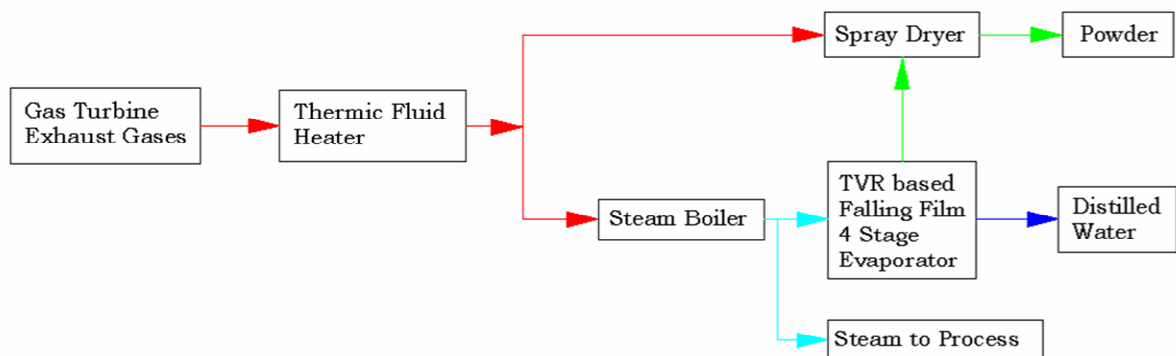 Spray Dryer
Powder
Gas Turbine
Exhaust Gases
Thermic Fluid
Heater
TVR based
Falling Film
4 Stage
Evaporator
Steam Boiler
Distilled
Water
Steam to Process